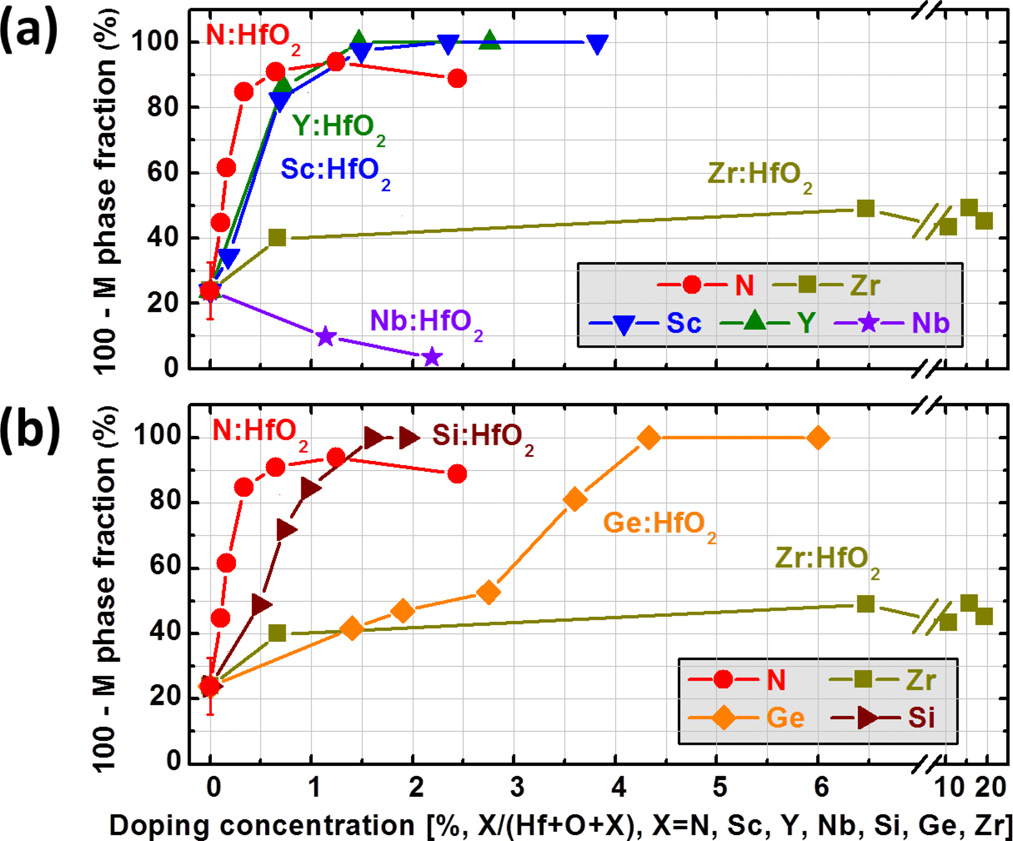 (a)
100 - M phase fraction (%)
100
80
60
40
20
0
N:HfO₂
Y:HfO₂
Sc:HfO₂
Zr:HfO₂
Nb:HfO₂
N Zr
Sc Y Nb
(b)
100 - M phase fraction (%)
100
80
60
40
20
0
N:HfO₂
Si:HfO₂
Ge:HfO₂
Zr:HfO₂
N Zr
Ge Si
0 1 2 3 4 5 6 10 20
Doping concentration [%, X/(Hf+O+X), X=N, Sc, Y, Nb, Si, Ge, Zr]